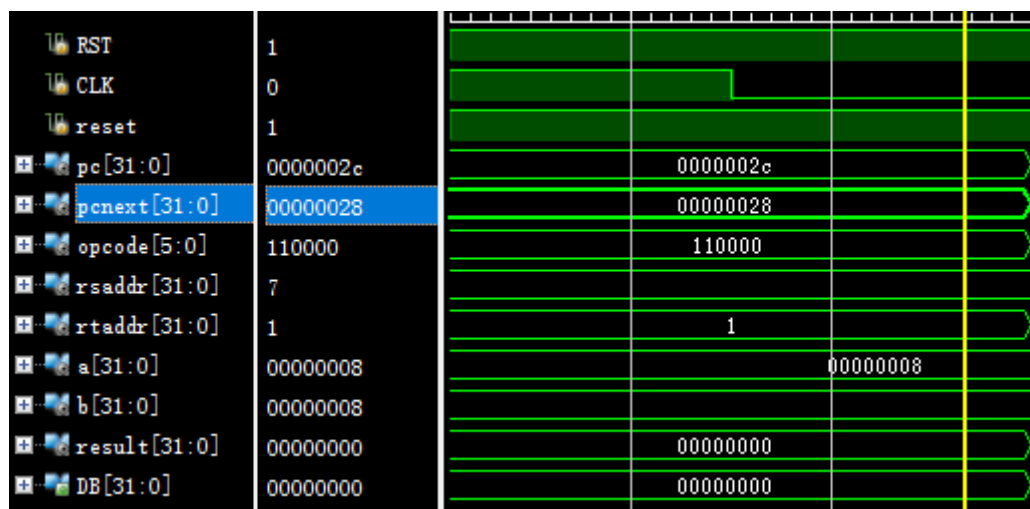 RST 1
CLK 0
reset 1
pc[31:0] 0000002c 0000002c
pcnext[31:0] 00000028 00000028
opcode[5:0] 110000 110000
rsaddr[31:0] 7
rtaddr[31:0] 1 1
a[31:0] 00000008 00000008
b[31:0] 00000008
result[31:0] 00000000 00000000
DB[31:0] 00000000 00000000